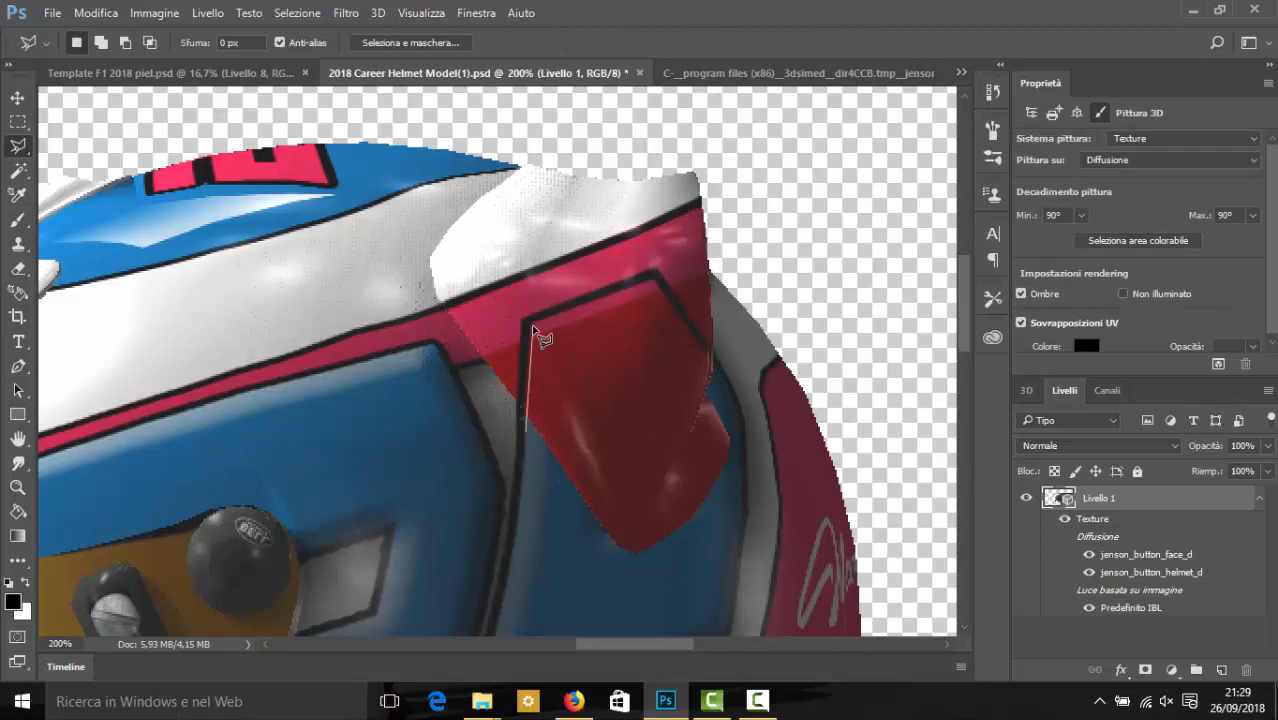 Ps File Modifica Immagine Livello Testo Selezione Filtro 3D Visualizza Finestra Aiuto
Sfuma: 0 px Anti-alias Seleziona e maschera...
Template F1 2018 piel.psd @ 16,7% (Livello 8, RG... × 2018 Career Helmet Model(1).psd @ 200% (Livello 1, RGB/8) * × C-__program files (x86)__3dsimed__dir4CCB.tmp__jenson
Proprietà
Pittura 3D
Sistema pittura: Texture
Pittura su: Diffusione
Decadimento pittura
Min.: 90° Max.: 90°
Seleziona area colorabile
Impostazioni rendering
Ombre Non illuminato
Sovrapposizioni UV
Colore: Opacità:
3D Livelli Canali
Tipo
Normale Opacità: 100%
Bloc.: Riemp.: 100%
Livello 1
Texture
Diffusione
jenson_button_face_d
jenson_button_helmet_d
Luce basata su immagine
Predefinito IBL
BELL
200% Doc: 5,93 MB/4,15 MB
Timeline
Ricerca in Windows e nel Web
Ps
11:29
26/09/2018